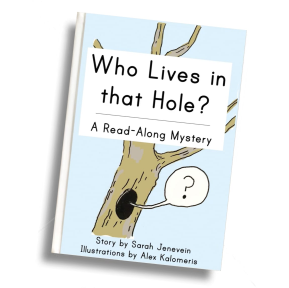 Who Lives in
that Hole?
A Read-Along Mystery
?
Story by Sarah Jenevein
Illustrations by Alex Kalomeris